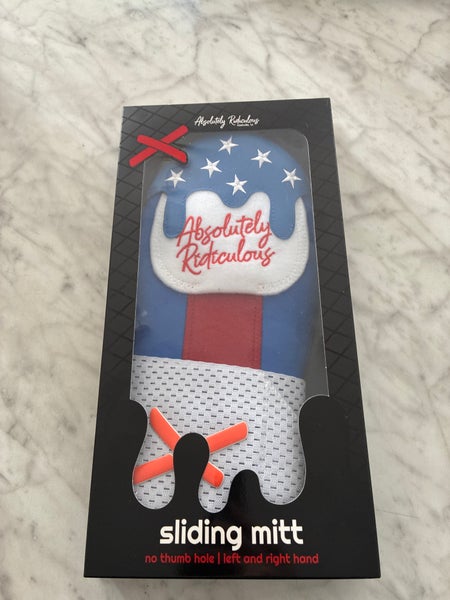 Absolutely Ridiculous
Absolutely
Ridiculous
sliding mitt
no thumb hole | left and right hand